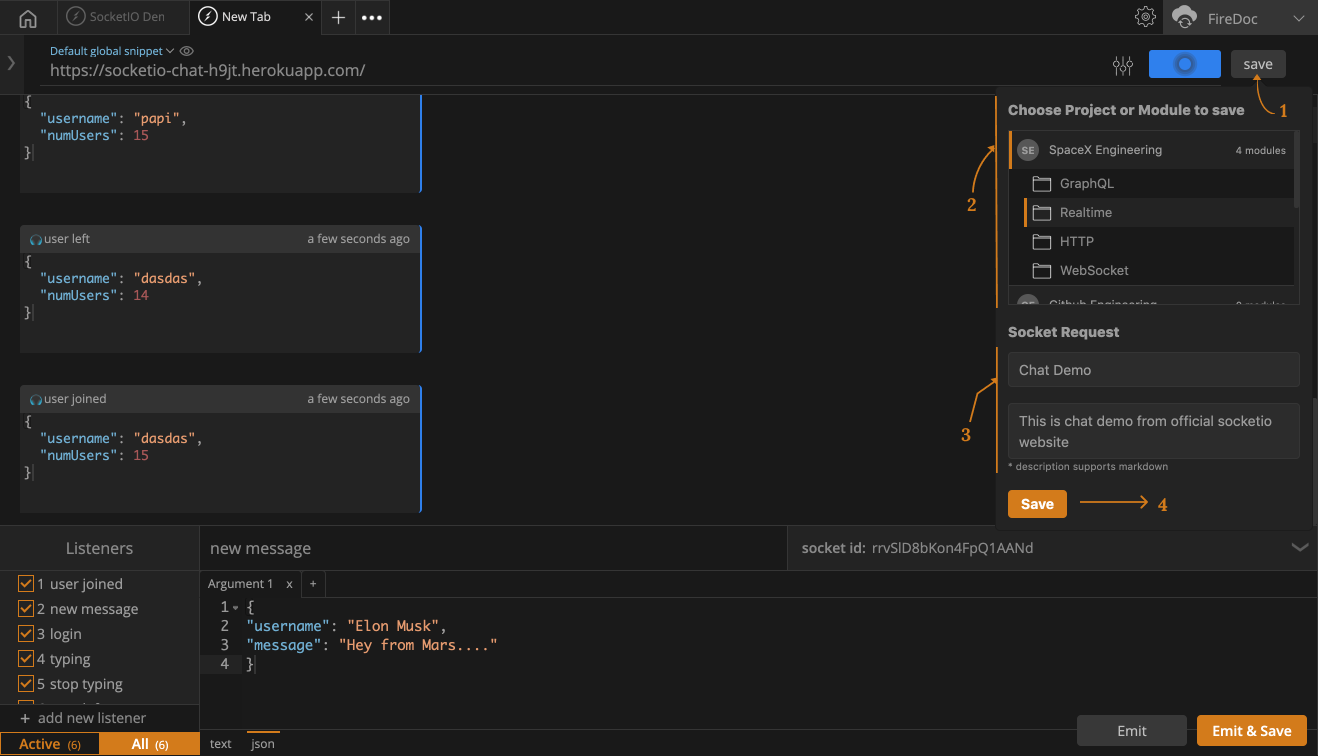 SocketIO Den
New Tab
×
+
•••
FireDoc
Default global snippet
https://socketio-chat-h9jt.herokuapp.com/
save
{
"username": "papi",
"numUsers": 15
}
user left a few seconds ago
{
"username": "dasdas",
"numUsers": 14
}
user joined a few seconds ago
{
"username": "dasdas",
"numUsers": 15
}
1
Choose Project or Module to save
SE SpaceX Engineering 4 modules
GraphQL
Realtime
HTTP
WebSocket
Github Engineering
2
Socket Request
Chat Demo
This is chat demo from official socketio
website
* description supports markdown
3
Save
4
Listeners
1 user joined
2 new message
3 login
4 typing
5 stop typing
+ add new listener
Active (6) All (6)
new message
socket id: rrvSlD8bKon4FpQ1AANd
Argument 1 x +
1 {
2 "username": "Elon Musk",
3 "message": "Hey from Mars...."
4 }
text json
Emit
Emit & Save